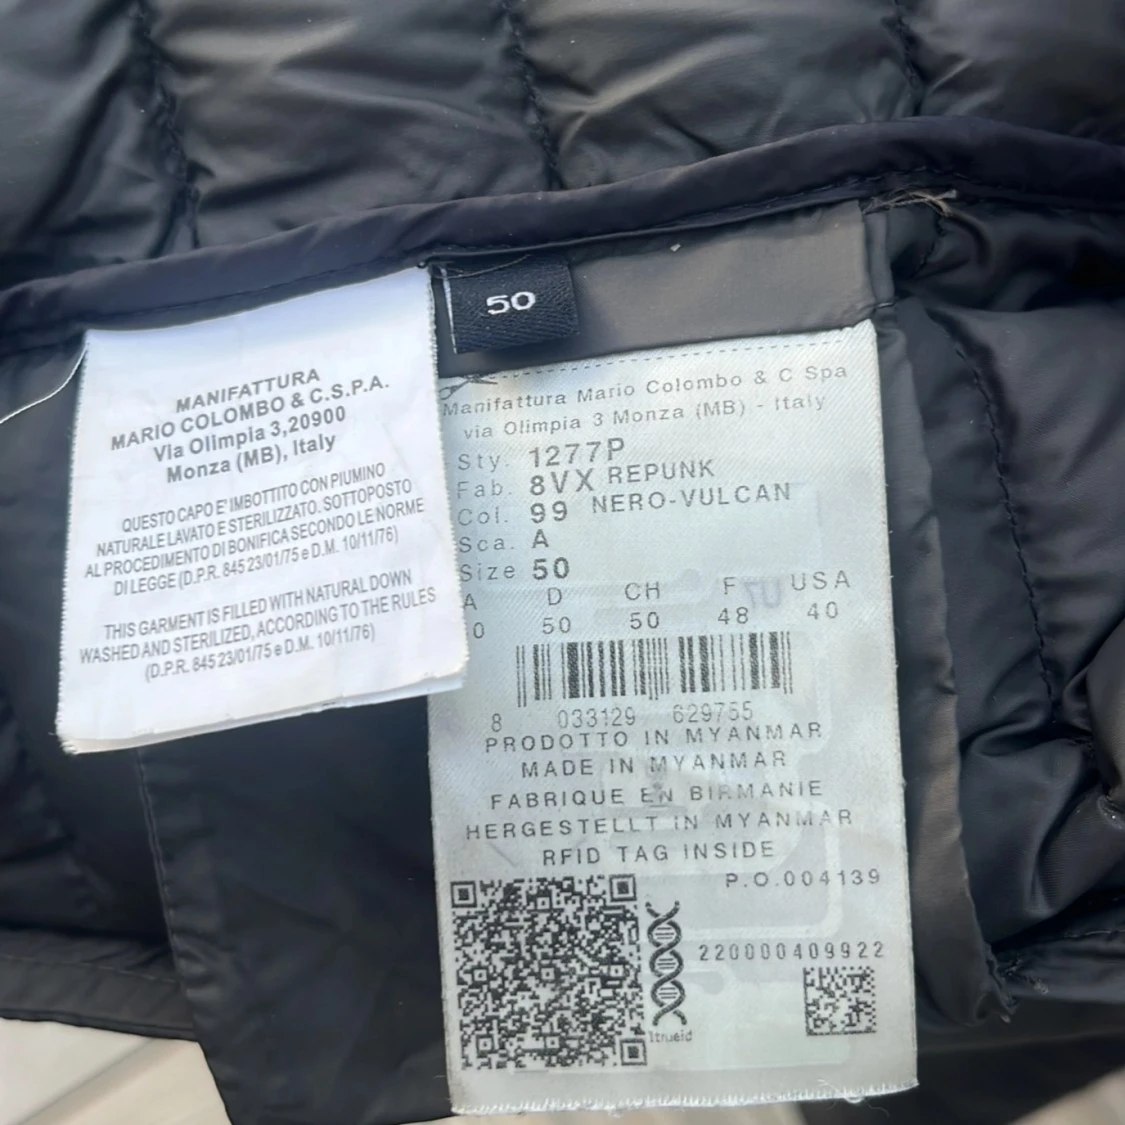 MANIFATTURA
MARIO COLOMBO & C.S.P.A.
Via Olimpia 3,20900
Monza (MB), Italy
QUESTO CAPO E' IMBOTTITO CON PIUMINO
NATURALE LAVATO E STERILIZZATO. SOTTOPOSTO
AL PROCEDIMENTO DI BONIFICA SECONDO LE NORME
DI LEGGE (D.P.R. 845 23/01/75 e D.M. 10/11/76)
THIS GARMENT IS FILLED WITH NATURAL DOWN
WASHED AND STERILIZED, ACCORDING TO THE RULES
(D.P.R. 845 23/01/75 e D.M. 10/11/76)
50
Manifattura Mario Colombo & C Spa
via Olimpia 3 Monza (MB) - Italy
Sty. 1277P
Fab. 8VX REPUNK
Col. 99 NERO-VULCAN
Sca. A
Size 50
A D CH F USA
0 50 50 48 40
8 033129 629755
PRODOTTO IN MYANMAR
MADE IN MYANMAR
FABRIQUE EN BIRMANIE
HERGESTELLT IN MYANMAR
RFID TAG INSIDE
P.O.004139
220000409922
1trueid